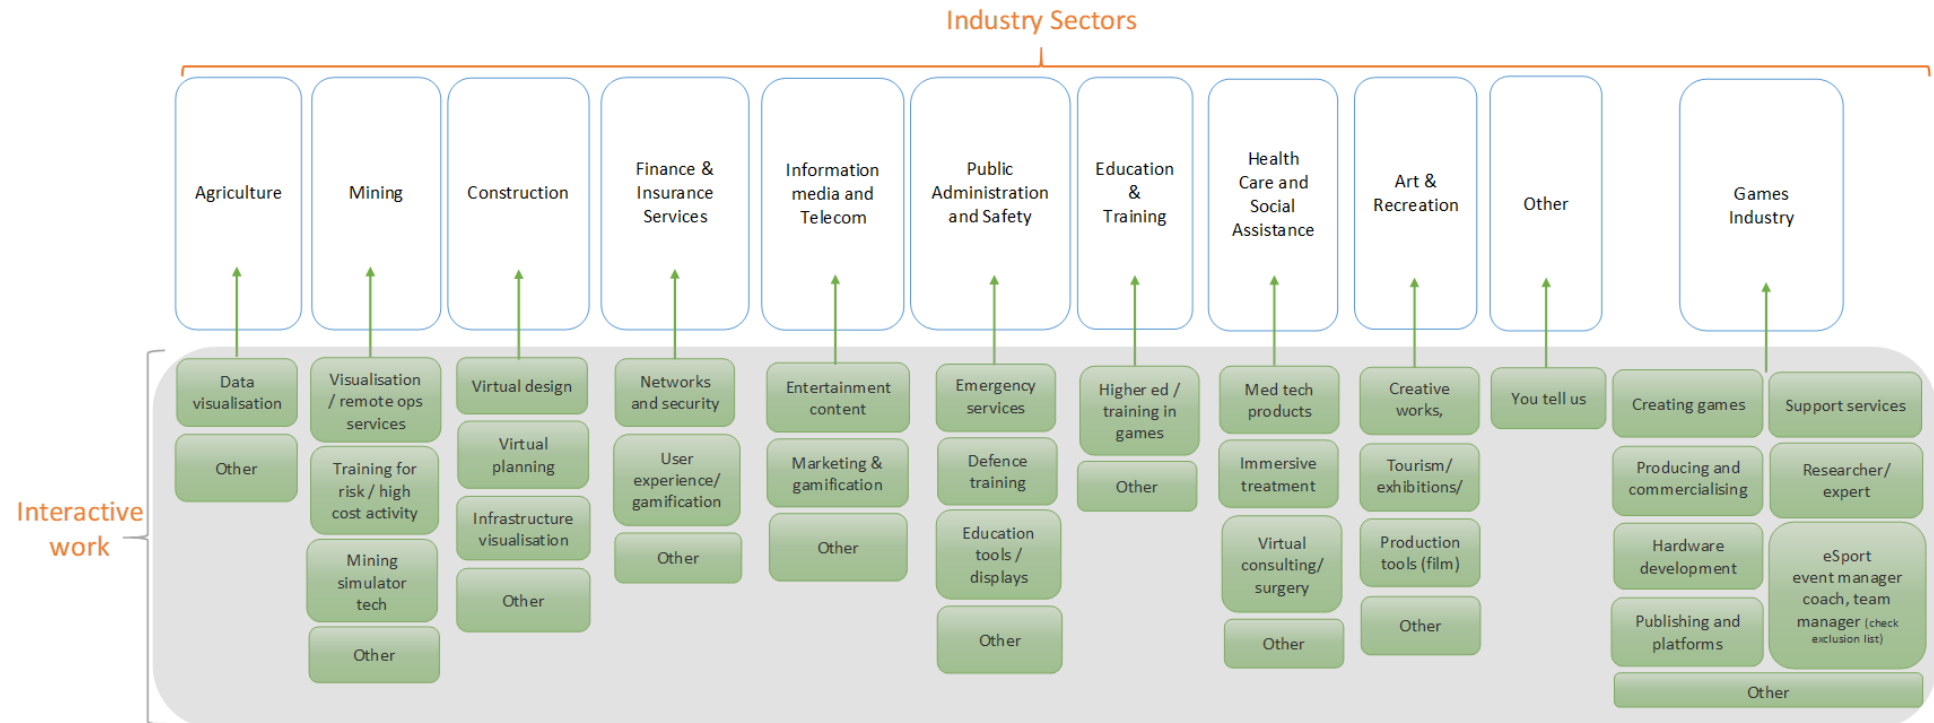 Industry Sectors
Agriculture
Mining
Construction
Finance &
Insurance
Services
Information
media and
Telecom
Public
Administration
and Safety
Education
&
Training
Health
Care and
Social
Assistance
Art &
Recreation
Other
Games
Industry
Interactive
work
Data
visualisation
Other
Visualisation
/ remote ops
services
Training for
risk / high
cost activity
Mining
simulator
tech
Other
Virtual design
Virtual
planning
Infrastructure
visualisation
Other
Networks
and security
User
experience/
gamification
Other
Entertainment
content
Marketing &
gamification
Other
Emergency
services
Defence
training
Education
tools /
displays
Other
Higher ed /
training in
games
Other
Med tech
products
Immersive
treatment
Virtual
consulting/
surgery
Other
Creative
works,
Tourism/
exhibitions/
Production
tools (film)
Other
You tell us
Creating games
Producing and
commercialising
Hardware
development
Publishing and
platforms
Support services
Researcher/
expert
eSport
event manager
coach, team
manager (check
exclusion list)
Other